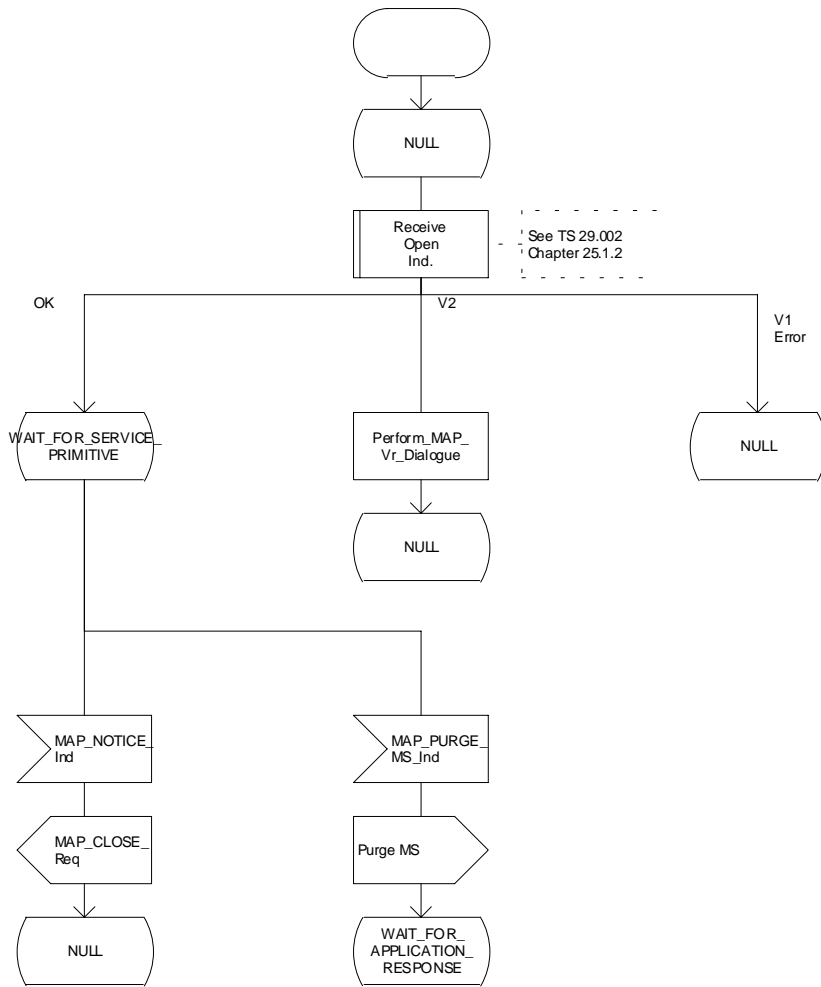 NULL
Receive
Open
Ind.
See TS 29.002
Chapter 25.1.2
OK
V2
V1
Error
WAIT_FOR_SERVICE_
PRIMITIVE
Perform_MAP_
Vr_Dialogue
NULL
NULL
MAP_NOTICE_
Ind
MAP_PURGE_
MS_Ind
MAP_CLOSE_
Req
Purge MS
NULL
WAIT_FOR_
APPLICATION_
RESPONSE